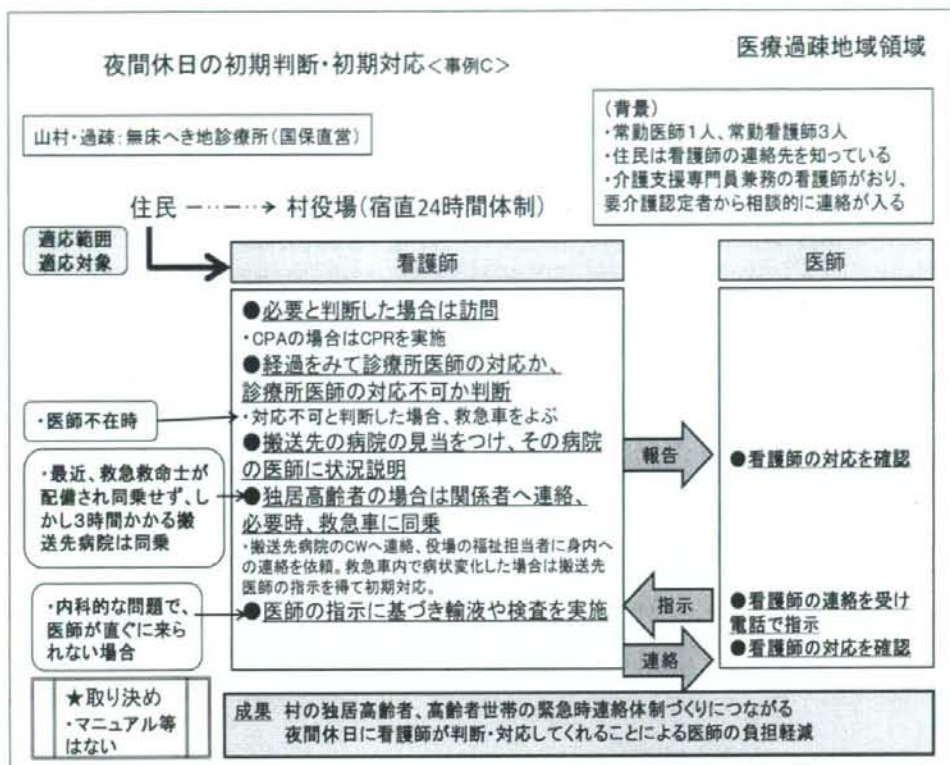 医療過疎地域領域
夜間休日の初期判断・初期対応<事例C>
(背景)
・常勤医師1人、常勤看護師3人
・住民は看護師の連絡先を知っている
・介護支援専門員兼務の看護師がおり、
要介護認定者から相談的に連絡が入る
山村・過疎:無床へき地診療所(国保直営)
住民 村役場(宿直24時間体制)
適応範囲
適応対象
看護師
医師
●必要と判断した場合は訪問
・CPAの場合はCPRを実施
●経過をみて診療所医師の対応か、
診療所医師の対応不可か判断
・対応不可と判断した場合、救急車をよぶ
●搬送先の病院の見当をつけ、その病院
の医師に状況説明
●独居高齢者の場合は関係者へ連絡、
必要時、救急車に同乗
・搬送先病院のCWへ連絡、役場の福祉担当者に身内へ
の連絡を依頼。救急車内で病状変化した場合は搬送先
医師の指示を得て初期対応。
●医師の指示に基づき輸液や検査を実施
・医師不在時
・最近、救急救命士が
配備され同乗せず、し
かし3時間かかる搬
送先病院は同乗
・内科的な問題で、
医師が直ぐに来ら
れない場合
報告
指示
連絡
●看護師の対応を確認
●看護師の連絡を受け
電話で指示
●看護師の対応を確認
★取り決め
・マニュアル等
はない
成果 村の独居高齢者、高齢者世帯の緊急時連絡体制づくりにつながる
夜間休日に看護師が判断・対応してくれることによる医師の負担軽減